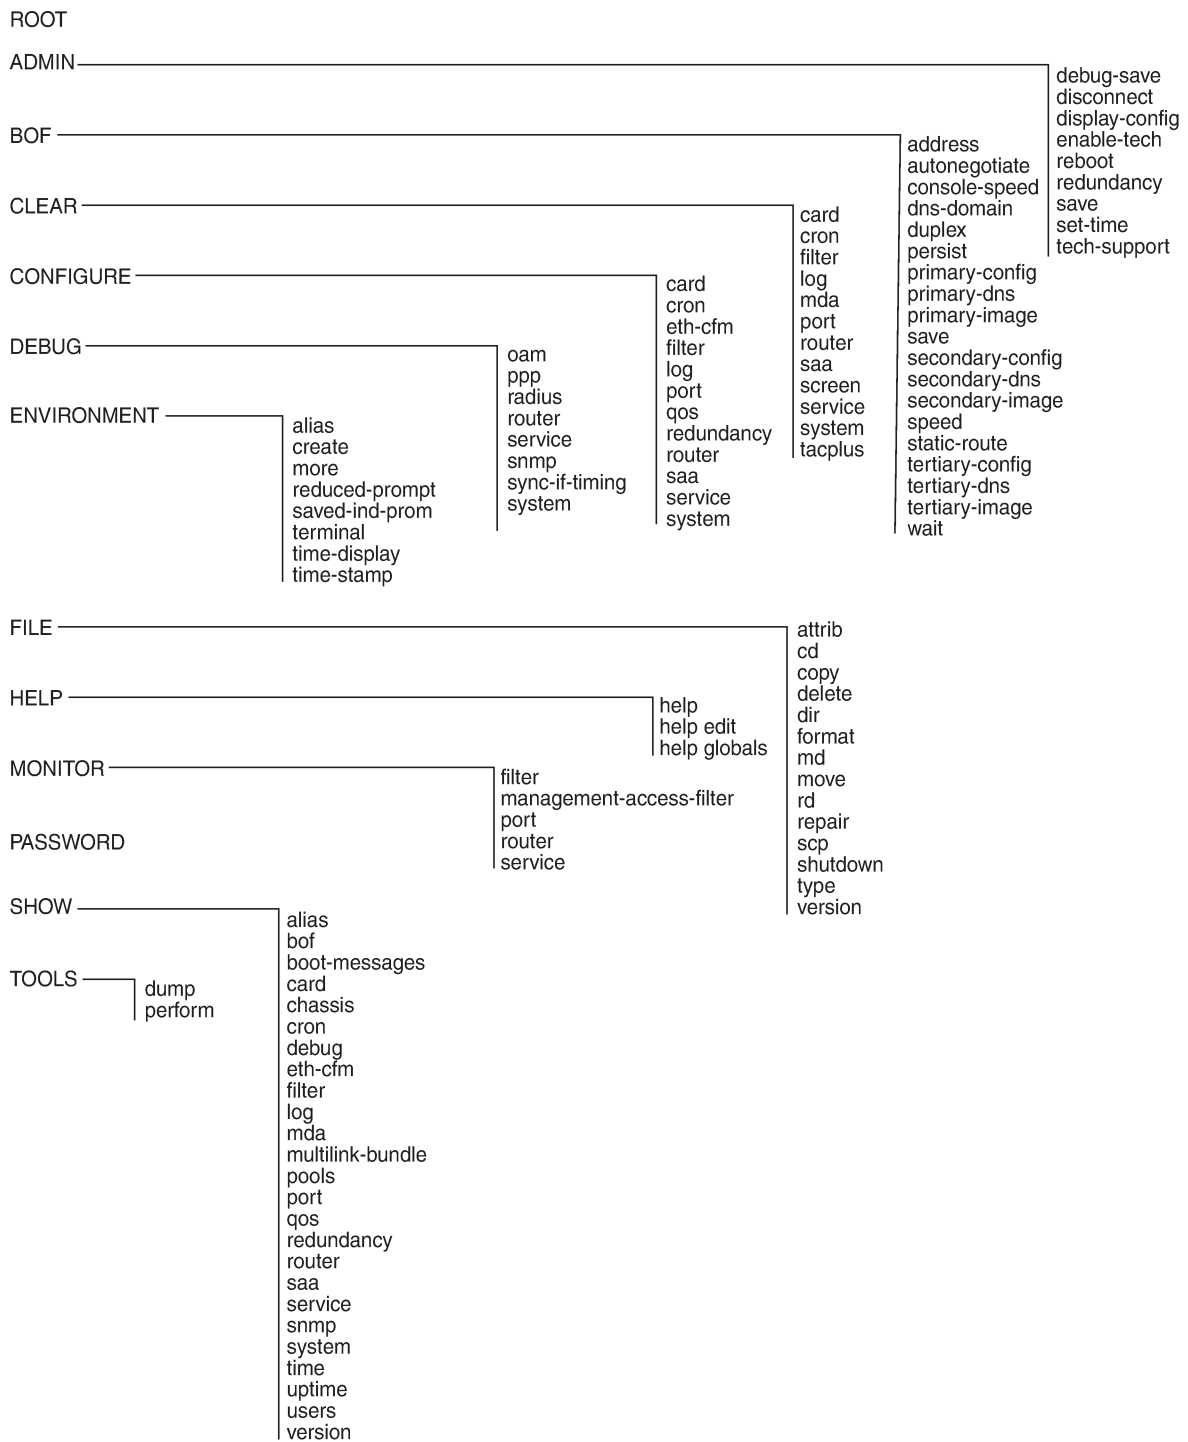 ROOT
ADMIN
debug-save
disconnect
display-config
enable-tech
reboot
redundancy
save
set-time
tech-support
BOF
address
autonegotiate
console-speed
dns-domain
duplex
persist
primary-config
primary-dns
primary-image
save
secondary-config
secondary-dns
secondary-image
speed
static-route
tertiary-config
tertiary-dns
tertiary-image
wait
CLEAR
card
cron
filter
log
mda
port
router
saa
screen
service
system
tacplus
CONFIGURE
card
cron
eth-cfm
filter
log
port
qos
redundancy
router
saa
service
system
DEBUG
oam
ppp
radius
router
service
snmp
sync-if-timing
system
ENVIRONMENT
alias
create
more
reduced-prompt
saved-ind-prom
terminal
time-display
time-stamp
FILE
attrib
cd
copy
delete
dir
format
md
move
rd
repair
scp
shutdown
type
version
HELP
help
help edit
help globals
MONITOR
filter
management-access-filter
port
router
service
PASSWORD
SHOW
alias
bof
boot-messages
card
chassis
cron
debug
eth-cfm
filter
log
mda
multilink-bundle
pools
port
qos
redundancy
router
saa
service
snmp
system
time
uptime
users
version
TOOLS
dump
perform